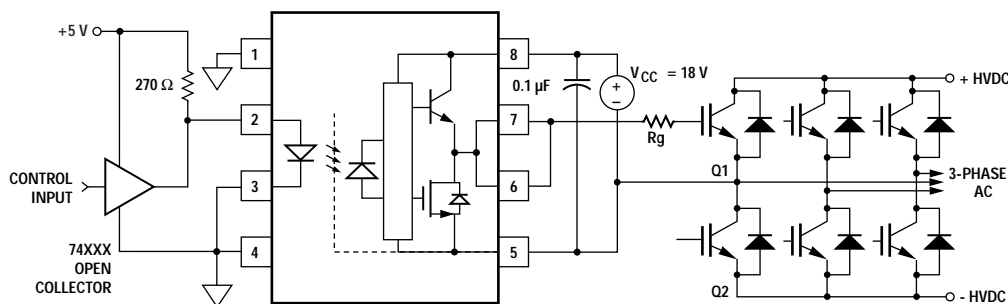 +5 V
270 Ω
CONTROL
INPUT
74XXX
OPEN
COLLECTOR
1
2
3
4
8
7
6
5
0.1 µF
V CC = 18 V
+
–
Rg
Q1
Q2
+ HVDC
3-PHASE
AC
- HVDC